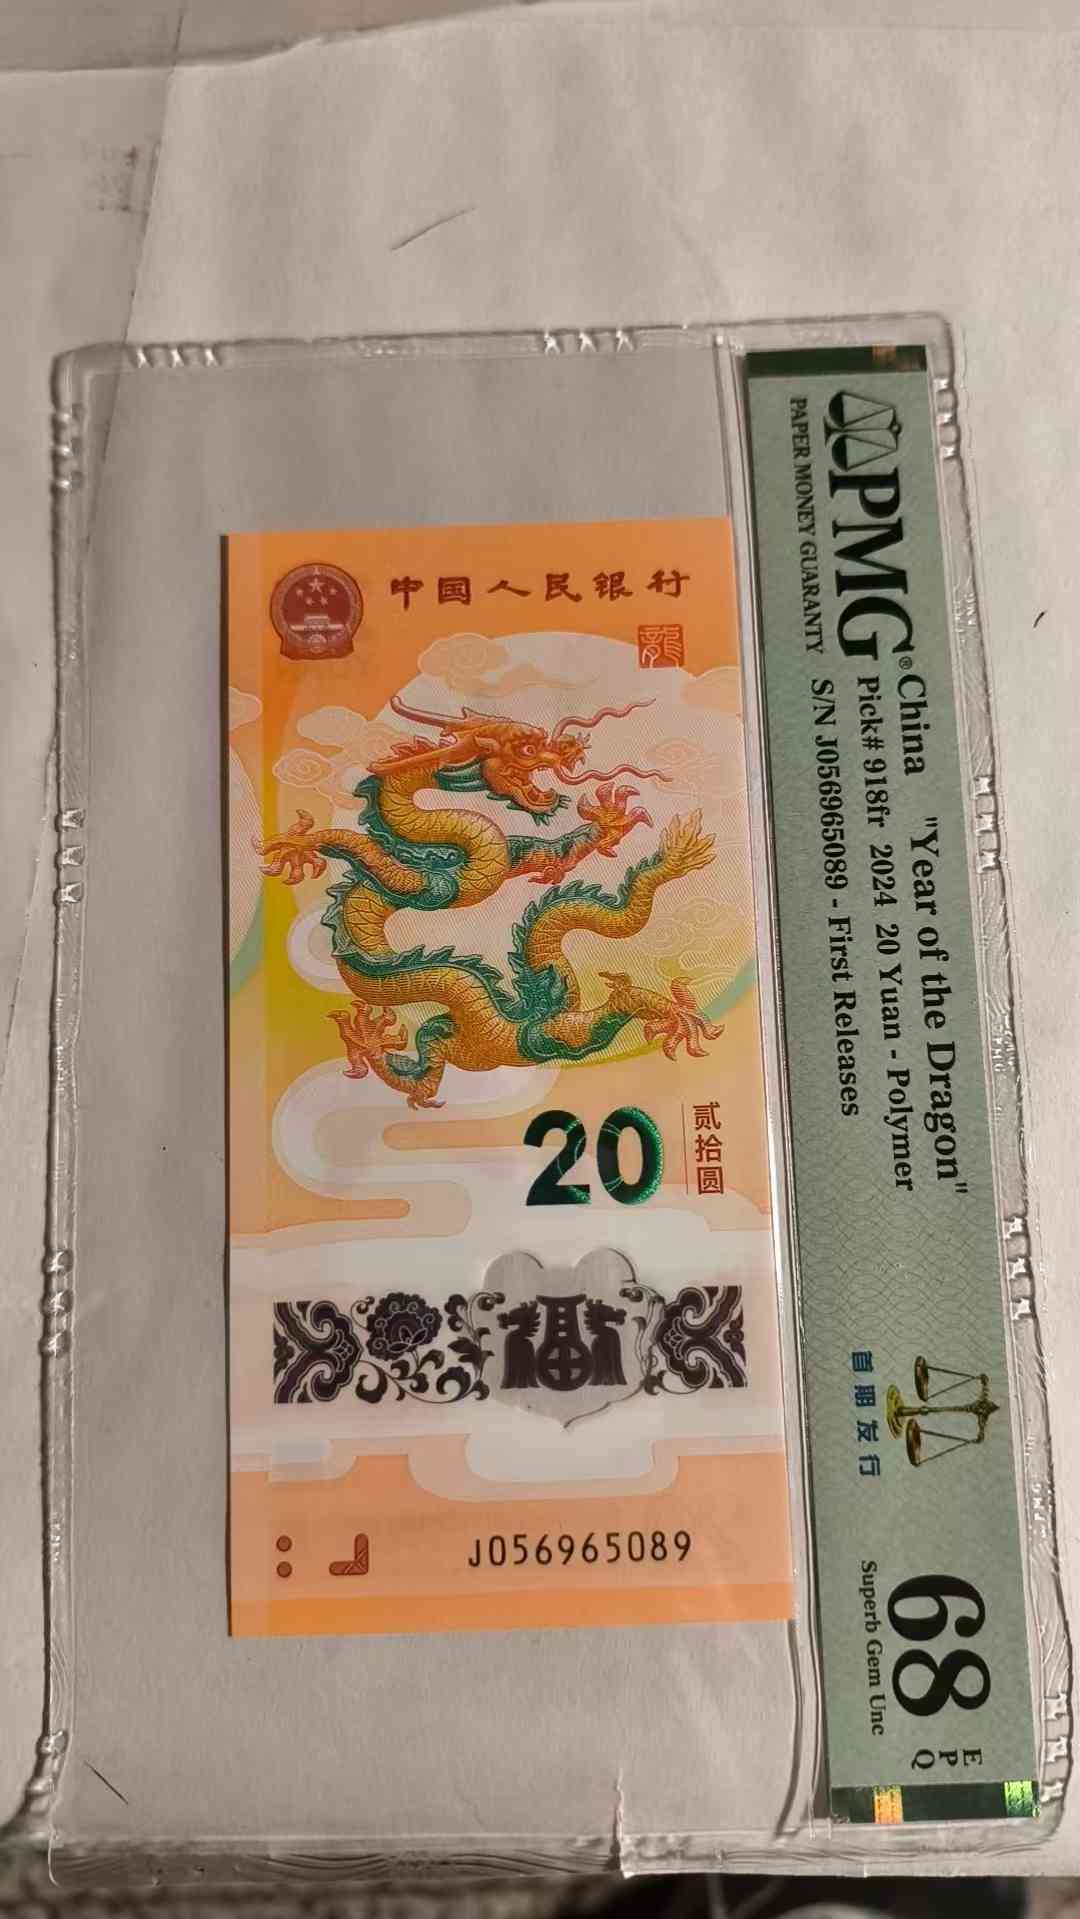 中国人民银行
龍
20
贰拾圆
福
J056965089
PMG®
PAPER MONEY GUARANTY
China "Year of the Dragon"
Pick# 918fr 2024 20 Yuan - Polymer
S/N J056965089 - First Releases
首期发行
68
EPQ
Superb Gem Unc